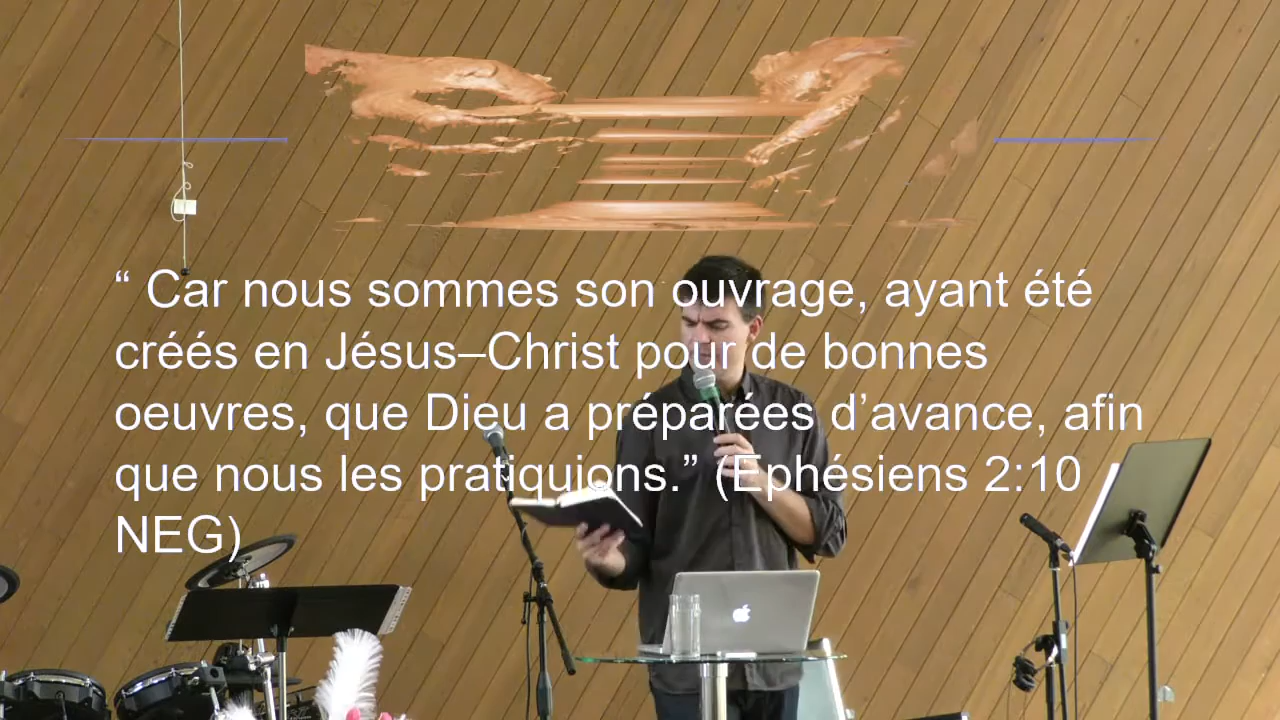 “ Car nous sommes son ouvrage, ayant été
créés en Jésus–Christ pour de bonnes
oeuvres, que Dieu a préparées d’avance, afin
que nous les pratiquions.” (Ephésiens 2:10
NEG)